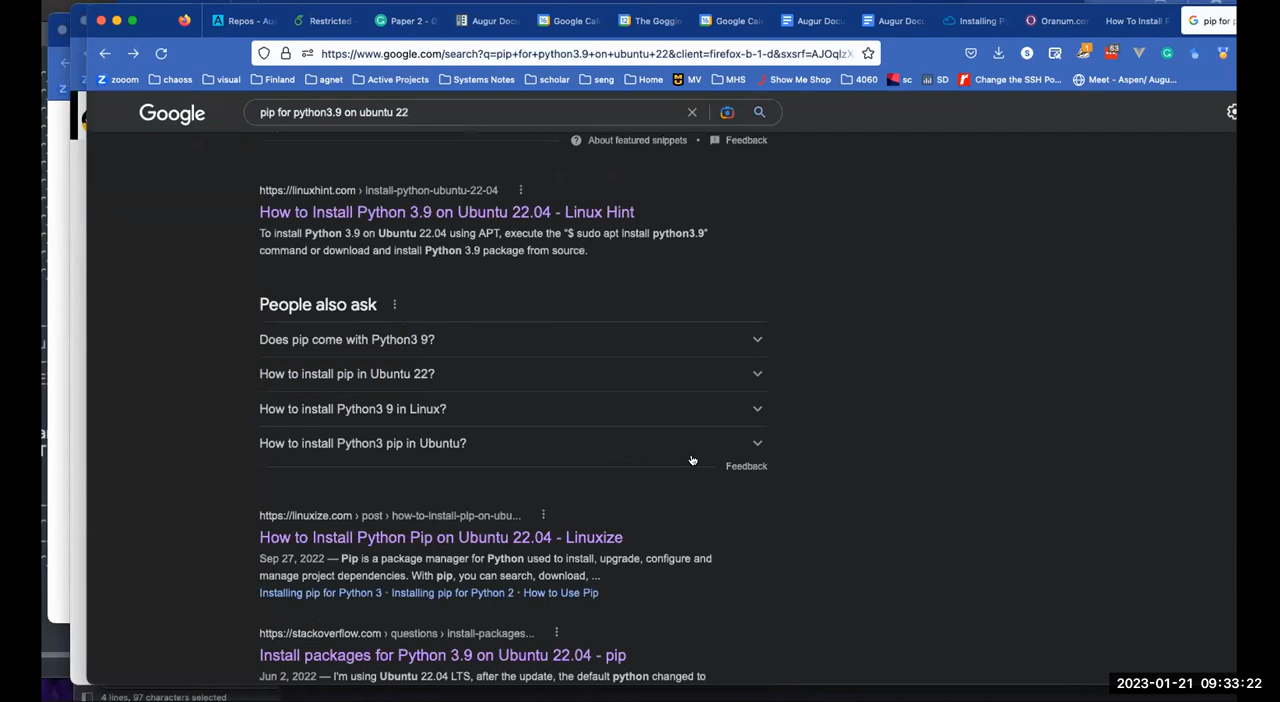 Repos - Au
Restricted
Paper 2 - G
Augur Docu
Google Cal
The Goggin
Google Cal
Augur Docu
Augur Docu
Installing P
Oranum.co
How To Install F
pip for p
https://www.google.com/search?q=pip+for+python3.9+on+ubuntu+22&client=firefox-b-1-d&sxsrf=AJOqlzX
zooom
chaoss
visual
Finland
agnet
Active Projects
Systems Notes
scholar
seng
Home
MV
MHS
Show Me Shop
4060
sc
SD
Change the SSH Po...
Meet - Aspen/ Augu...
Google
pip for python3.9 on ubuntu 22
About featured snippets • Feedback
https://linuxhint.com › install-python-ubuntu-22-04
How to Install Python 3.9 on Ubuntu 22.04 - Linux Hint
To install Python 3.9 on Ubuntu 22.04 using APT, execute the "$ sudo apt install python3.9"
command or download and install Python 3.9 package from source.
People also ask
Does pip come with Python3 9?
How to install pip in Ubuntu 22?
How to install Python3 9 in Linux?
How to install Python3 pip in Ubuntu?
Feedback
https://linuxize.com › post › how-to-install-pip-on-ubu...
How to Install Python Pip on Ubuntu 22.04 - Linuxize
Sep 27, 2022 — Pip is a package manager for Python used to install, upgrade, configure and
manage project dependencies. With pip, you can search, download, ...
Installing pip for Python 3 · Installing pip for Python 2 · How to Use Pip
https://stackoverflow.com › questions › install-packages...
Install packages for Python 3.9 on Ubuntu 22.04 - pip
Jun 2, 2022 — I'm using Ubuntu 22.04 LTS, after the update, the default python changed to
4 lines, 97 characters selected
2023-01-21 09:33:22